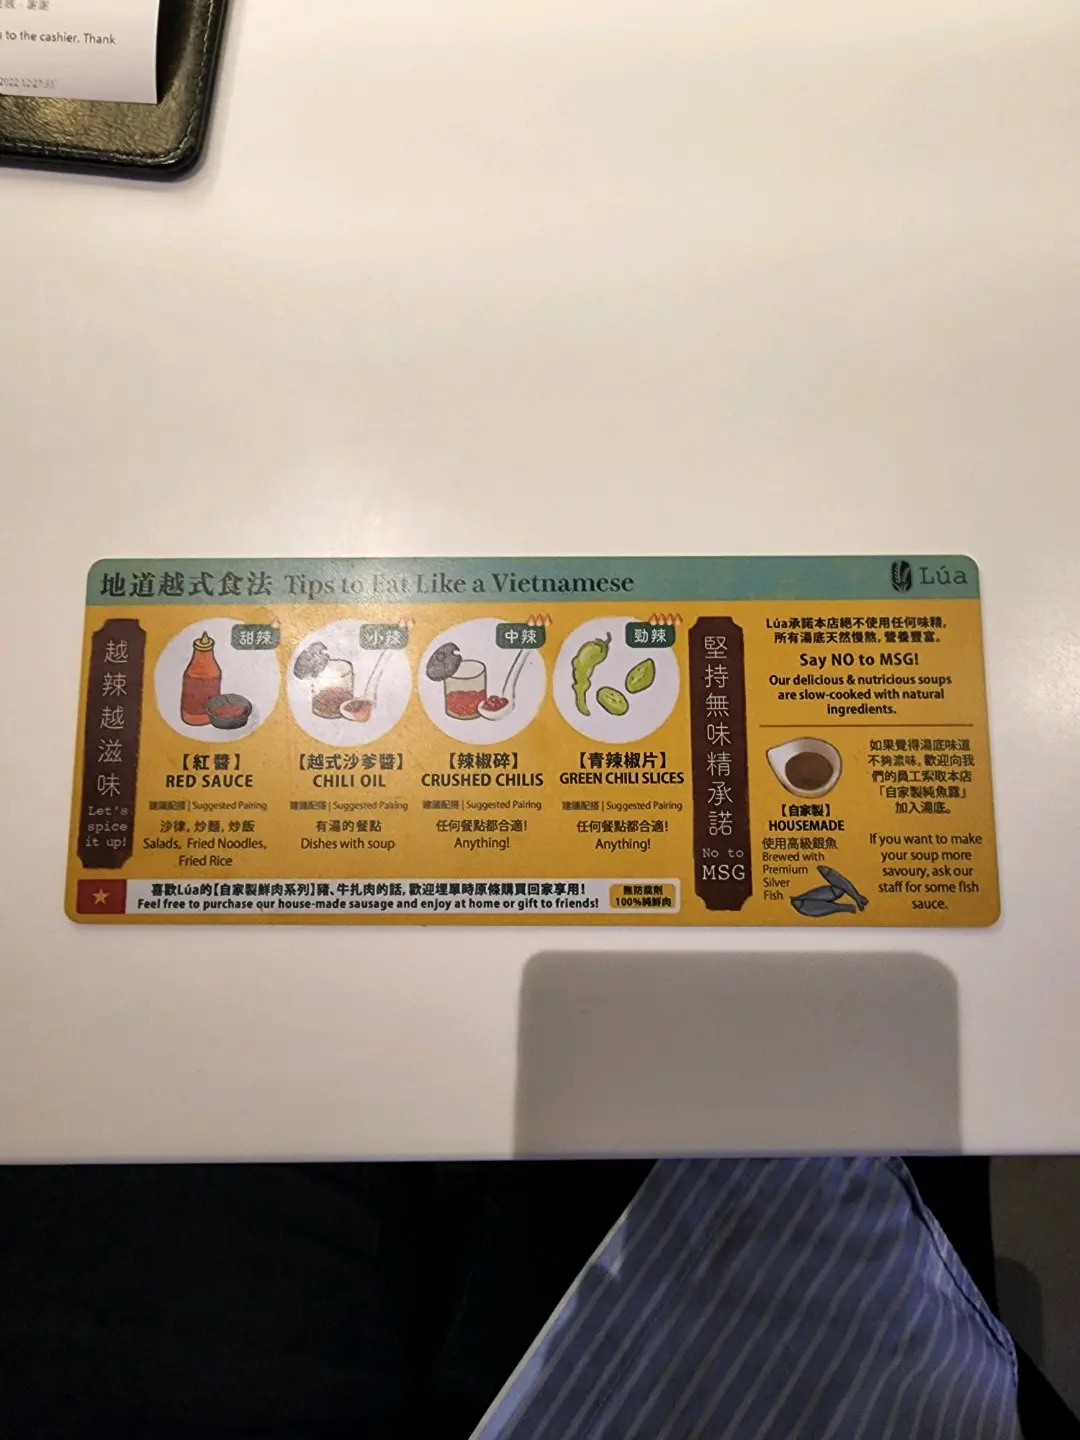 to the cashier. Thank
地道越式食法 Tips to Eat Like a Vietnamese
Lúa
越辣越滋味
Let's
spice
it up!
甜辣
【紅醬】
RED SAUCE
建議配搭 | Suggested Pairing
沙律, 炒麵, 炒飯
Salads, Fried Noodles,
Fried Rice
小辣
【越式沙爹醬】
CHILI OIL
建議配搭 | Suggested Pairing
有湯的餐點
Dishes with soup
中辣
【辣椒碎】
CRUSHED CHILIS
建議配搭 | Suggested Pairing
任何餐點都合適!
Anything!
勁辣
【青辣椒片】
GREEN CHILI SLICES
建議配搭 | Suggested Pairing
任何餐點都合適!
Anything!
喜歡Lúa的【自家製鮮肉系列】豬、牛扎肉的話, 歡迎埋單時原條購買回家享用!
Feel free to purchase our house-made sausage and enjoy at home or gift to friends!
無防腐劑
100%純鮮肉
堅持無味精承諾
No to
MSG
Lúa承諾本店絕不使用任何味精,
所有湯底天然慢熬, 營養豐富。
Say NO to MSG!
Our delicious & nutricious soups
are slow-cooked with natural
ingredients.
【自家製】
HOUSEMADE
使用高級銀魚
Brewed with
Premium
Silver
Fish
如果覺得湯底味道
不夠濃味, 歡迎向我
們的員工索取本店
「自家製純魚露」
加入湯底。
If you want to make
your soup more
savoury, ask our
staff for some fish
sauce.